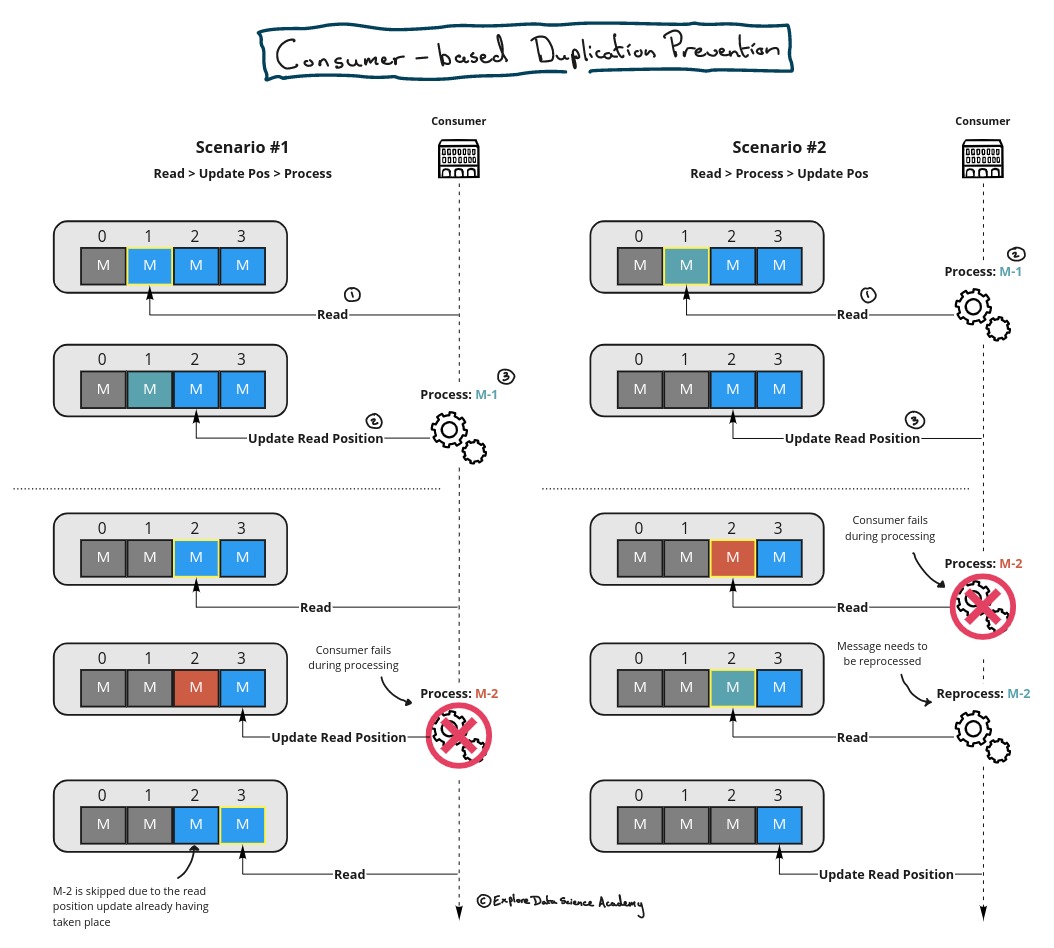 Consumer-based Duplication Prevention
Scenario #1
Read > Update Pos > Process
Consumer
0 1 2 3
M M M M
1
Read
0 1 2 3
M M M M
3
Process: M-1
2
Update Read Position
0 1 2 3
M M M M
Read
Consumer fails
during processing
0 1 2 3
M M M M
Process: M-2
Update Read Position
0 1 2 3
M M M M
Read
M-2 is skipped due to the read
position update already having
taken place
Scenario #2
Read > Process > Update Pos
Consumer
0 1 2 3
M M M M
2
Process: M-1
1
Read
0 1 2 3
M M M M
3
Update Read Position
Consumer fails
during processing
0 1 2 3
M M M M
Process: M-2
Read
Message needs to
be reprocessed
0 1 2 3
M M M M
Reprocess: M-2
Read
0 1 2 3
M M M M
Update Read Position
© Explore Data Science Academy